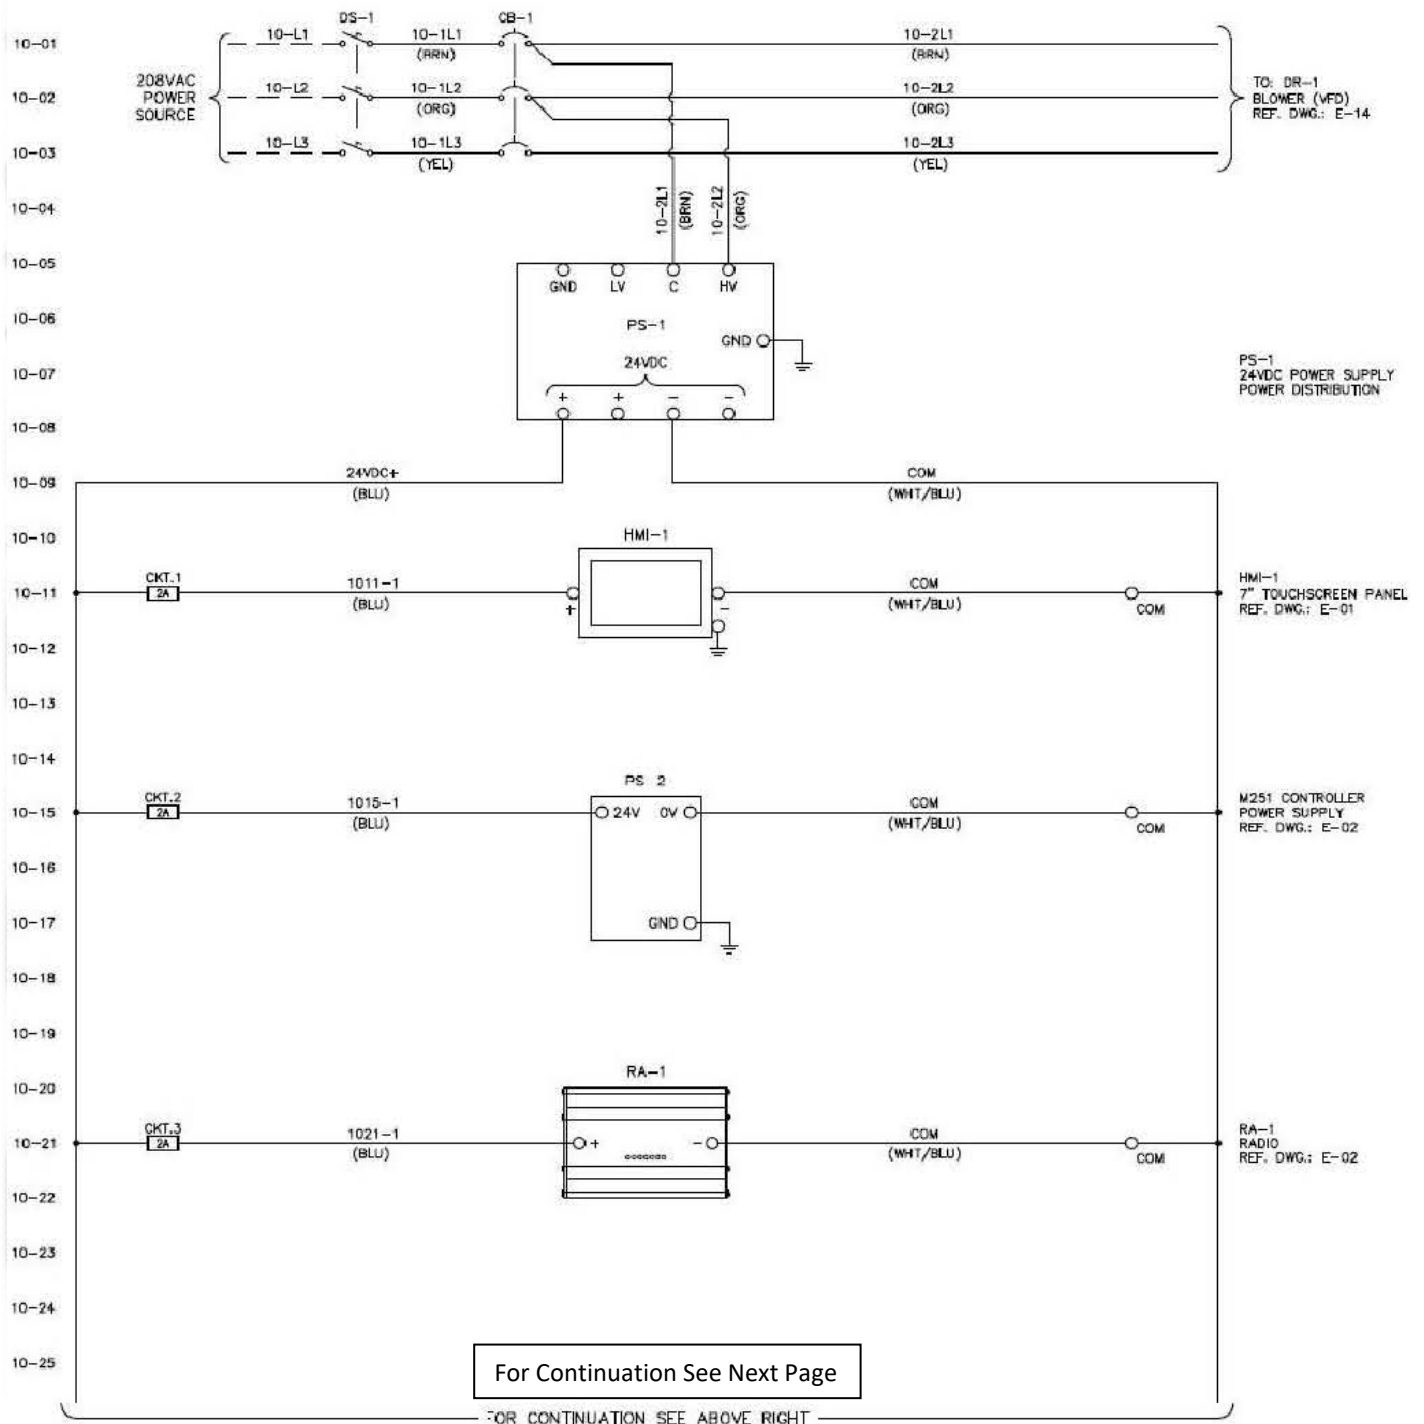 DS-1 CB-1
10-01 10-L1 10-1L1 10-2L1
(BRN) (BRN)
208VAC
POWER
SOURCE
10-02 10-L2 10-1L2 10-2L2
(ORG) (ORG)
TO: DR-1
BLOWER (VFD)
REF. DWG.: E-14
10-03 10-L3 10-1L3 10-2L3
(YEL) (YEL)
10-04
10-2L1
(BRN)
10-2L2
(ORG)
10-05
GND LV C HV
10-06
PS-1
GND
10-07
24VDC
+ + - -
PS-1
24VDC POWER SUPPLY
POWER DISTRIBUTION
10-08
10-09 24VDC+ COM
(BLU) (WHT/BLU)
10-10
HMI-1
10-11 CKT.1 2A 1011-1 COM
(BLU) + - (WHT/BLU) COM
HMI-1
7" TOUCHSCREEN PANEL
REF. DWG.: E-01
10-12
10-13
10-14
PS 2
10-15 CKT.2 2A 1015-1 24V 0V COM
(BLU) (WHT/BLU) COM
M251 CONTROLLER
POWER SUPPLY
REF. DWG.: E-02
10-16
10-17 GND
10-18
10-19
10-20
RA-1
10-21 CKT.3 2A 1021-1 + - COM
(BLU) (WHT/BLU) COM
RA-1
RADIO
REF. DWG.: E-02
10-22
10-23
10-24
10-25
For Continuation See Next Page
FOR CONTINUATION SEE ABOVE RIGHT